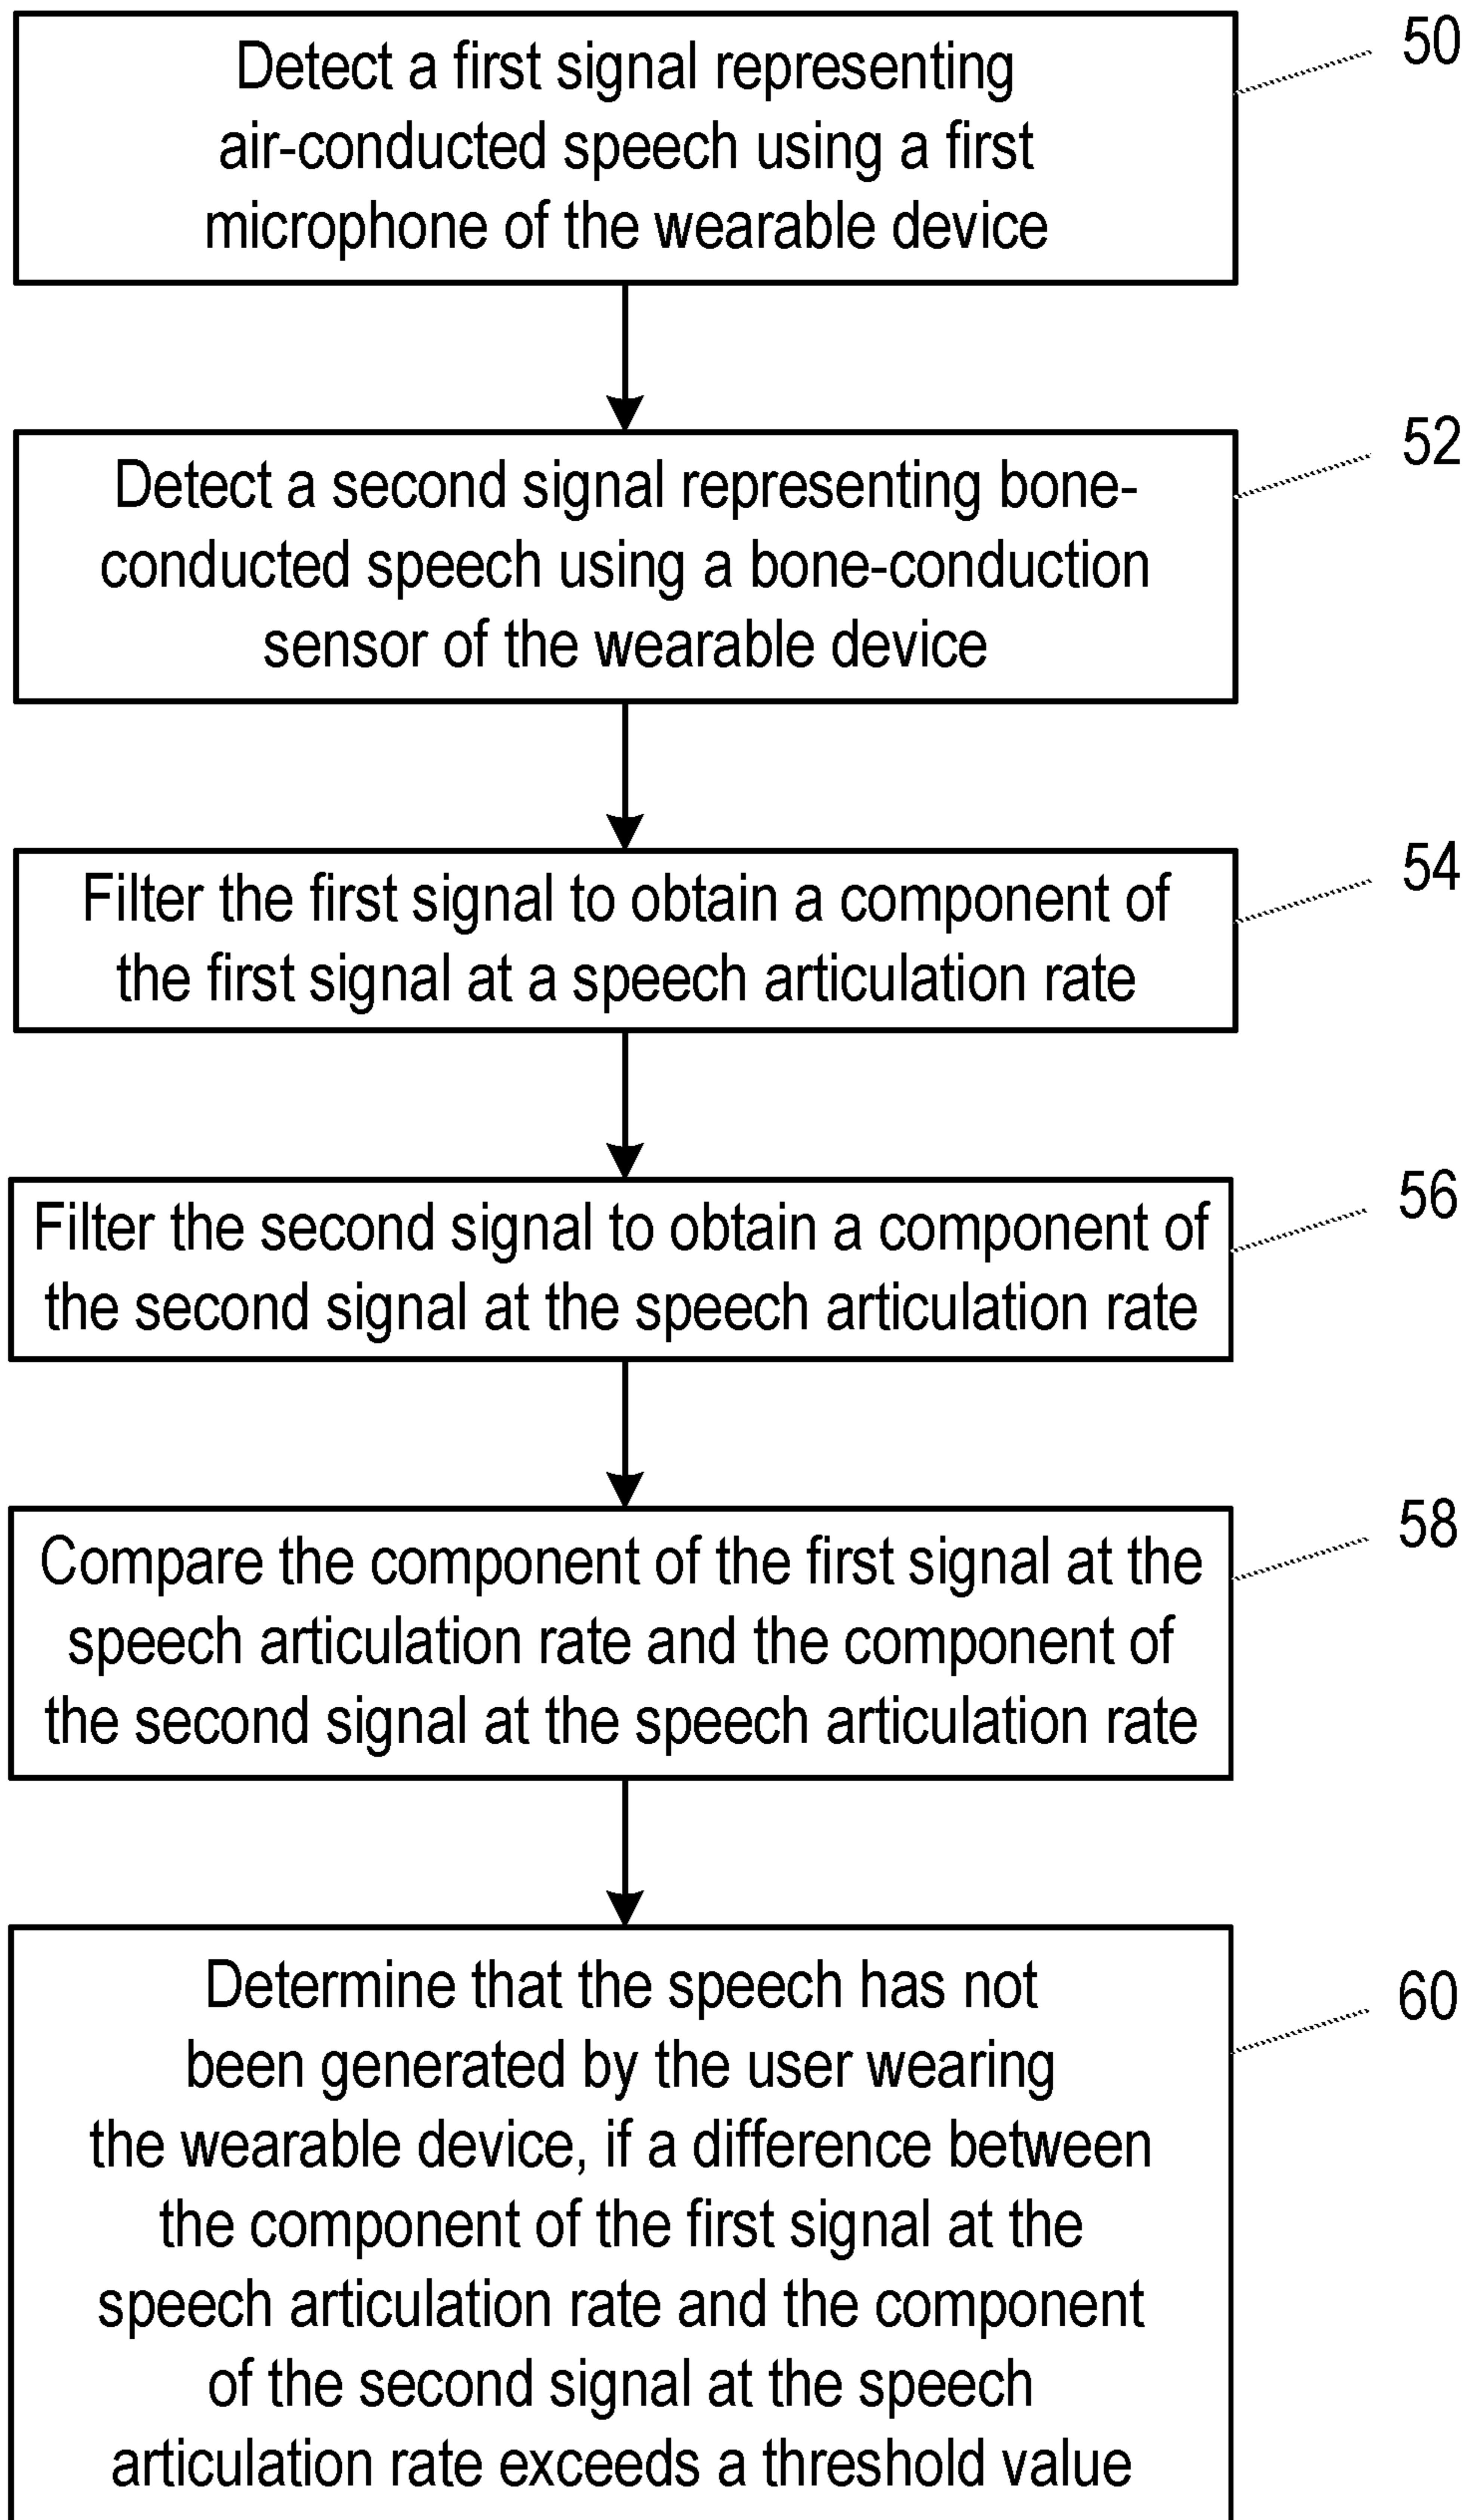 Detect a first signal representing
air-conducted speech using a first
microphone of the wearable device
50
Detect a second signal representing bone-
conducted speech using a bone-conduction
sensor of the wearable device
52
Filter the first signal to obtain a component of
the first signal at a speech articulation rate
54
Filter the second signal to obtain a component of
the second signal at the speech articulation rate
56
Compare the component of the first signal at the
speech articulation rate and the component of
the second signal at the speech articulation rate
58
Determine that the speech has not
been generated by the user wearing
the wearable device, if a difference between
the component of the first signal at the
speech articulation rate and the component
of the second signal at the speech
articulation rate exceeds a threshold value
60